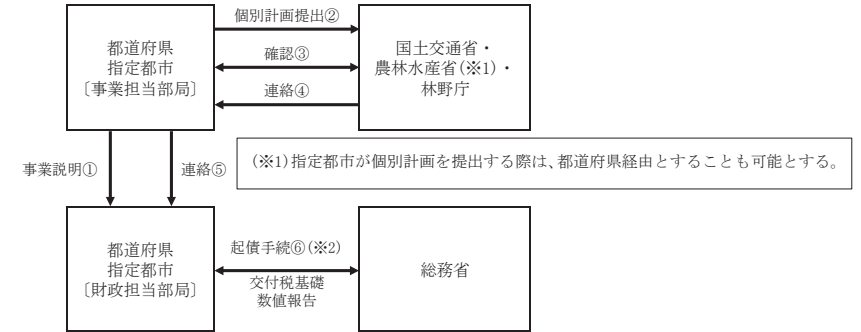 個別計画提出②
都道府県
指定都市
〔事業担当部局〕
確認③
連絡④
国土交通省・
農林水産省(※1)・
林野庁
事業説明①
連絡⑤
(※1)指定都市が個別計画を提出する際は、都道府県経由とすることも可能とする。
都道府県
指定都市
〔財政担当部局〕
起債手続⑥(※2)
交付税基礎
数値報告
総務省